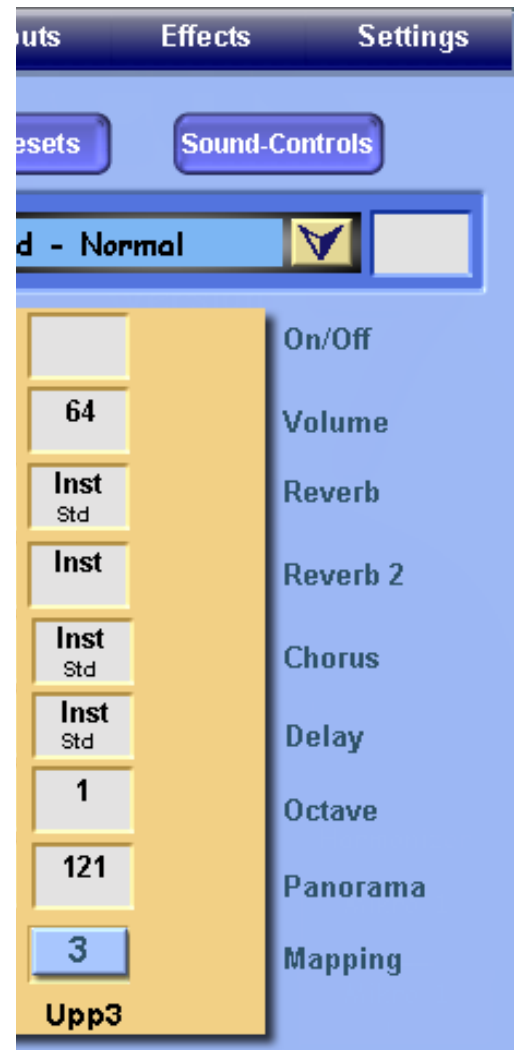 uts Effects Settings
esets Sound-Controls
d - Normal
On/Off
64 Volume
Inst Reverb
Std
Inst Reverb 2
Inst Chorus
Std
Inst Delay
Std
1 Octave
121 Panorama
3 Mapping
Upp3